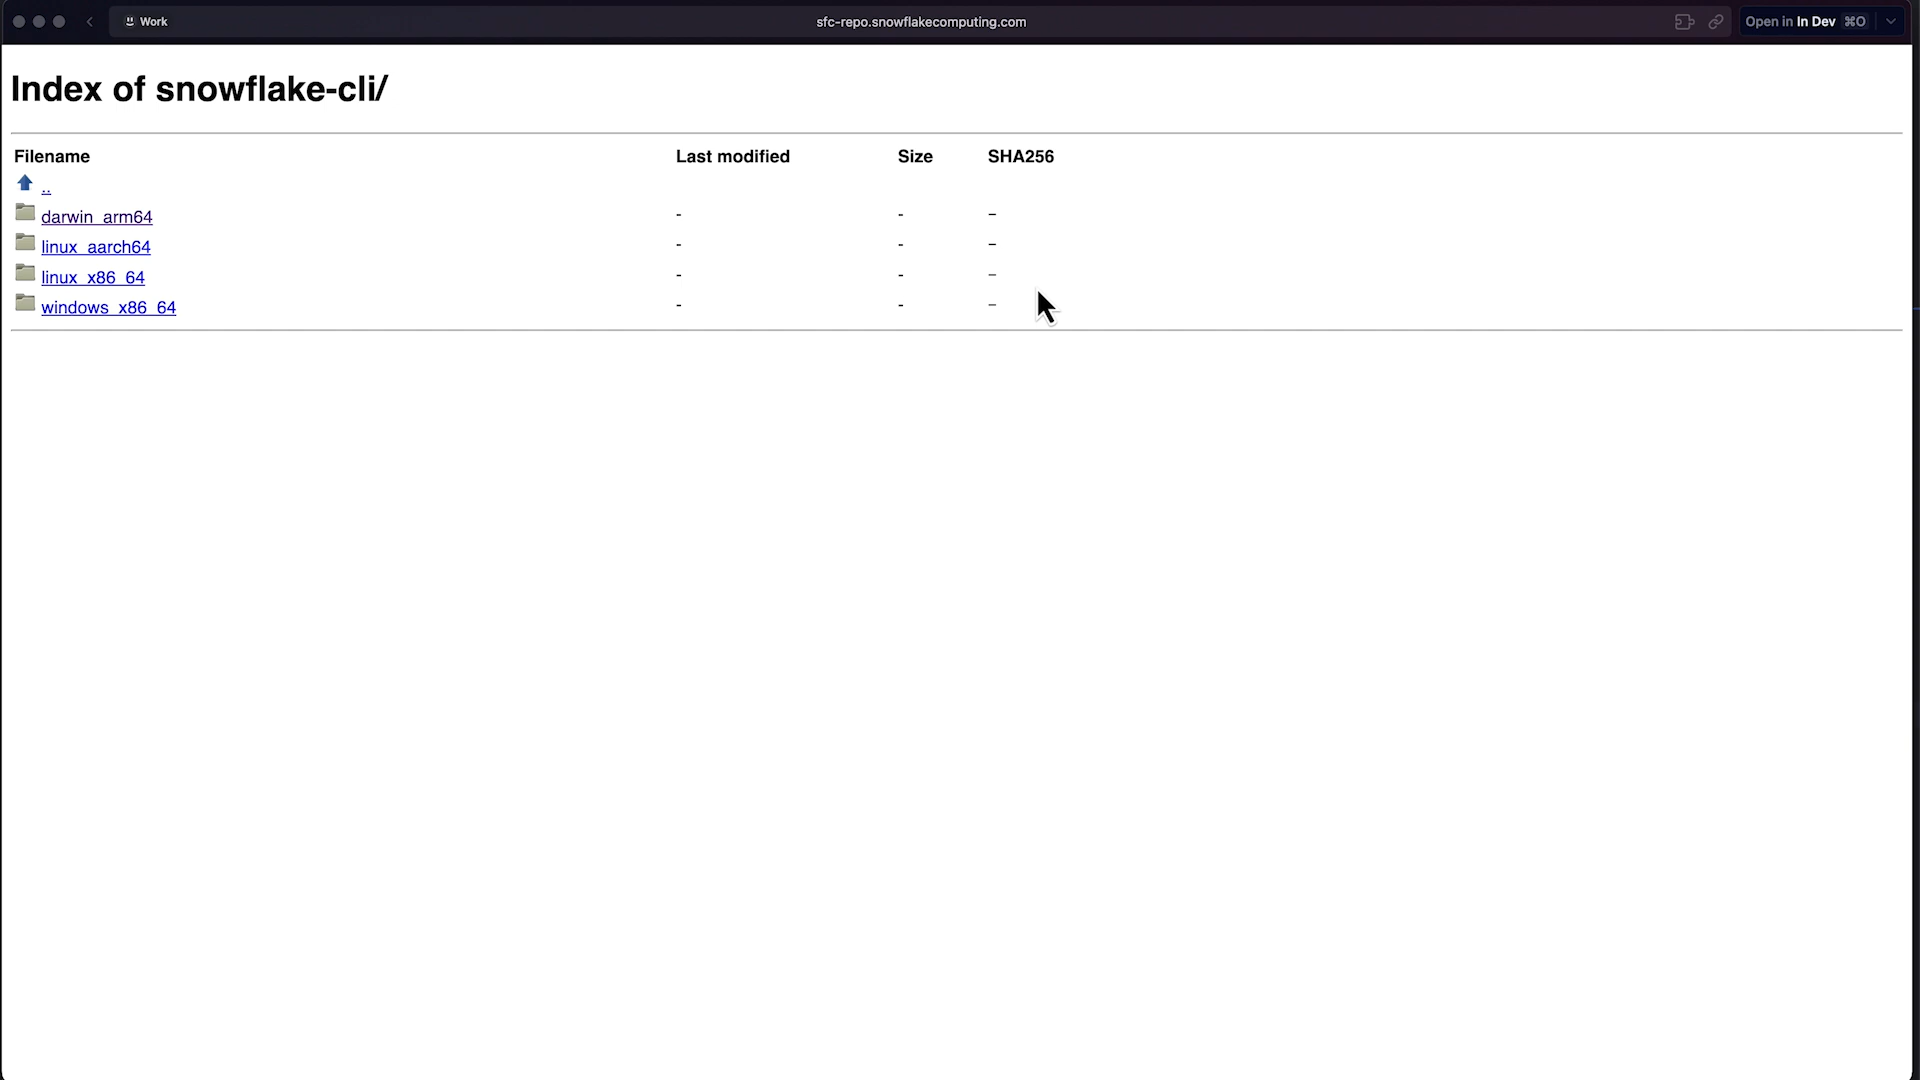 Work
sfc-repo.snowflakecomputing.com
Open in In Dev ⌘O
Index of snowflake-cli/
Filename Last modified Size SHA256
..
darwin_arm64 - - –
linux_aarch64 - - –
linux_x86_64 - - –
windows_x86_64 - - –